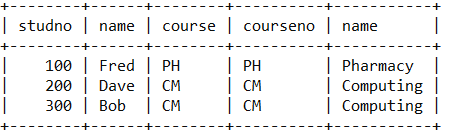 +--------+------+--------+----------+-----------+
| studno | name | course | courseno | name      |
+--------+------+--------+----------+-----------+
|    100 | Fred | PH     | PH       | Pharmacy  |
|    200 | Dave | CM     | CM       | Computing |
|    300 | Bob  | CM     | CM       | Computing |
+--------+------+--------+----------+-----------+